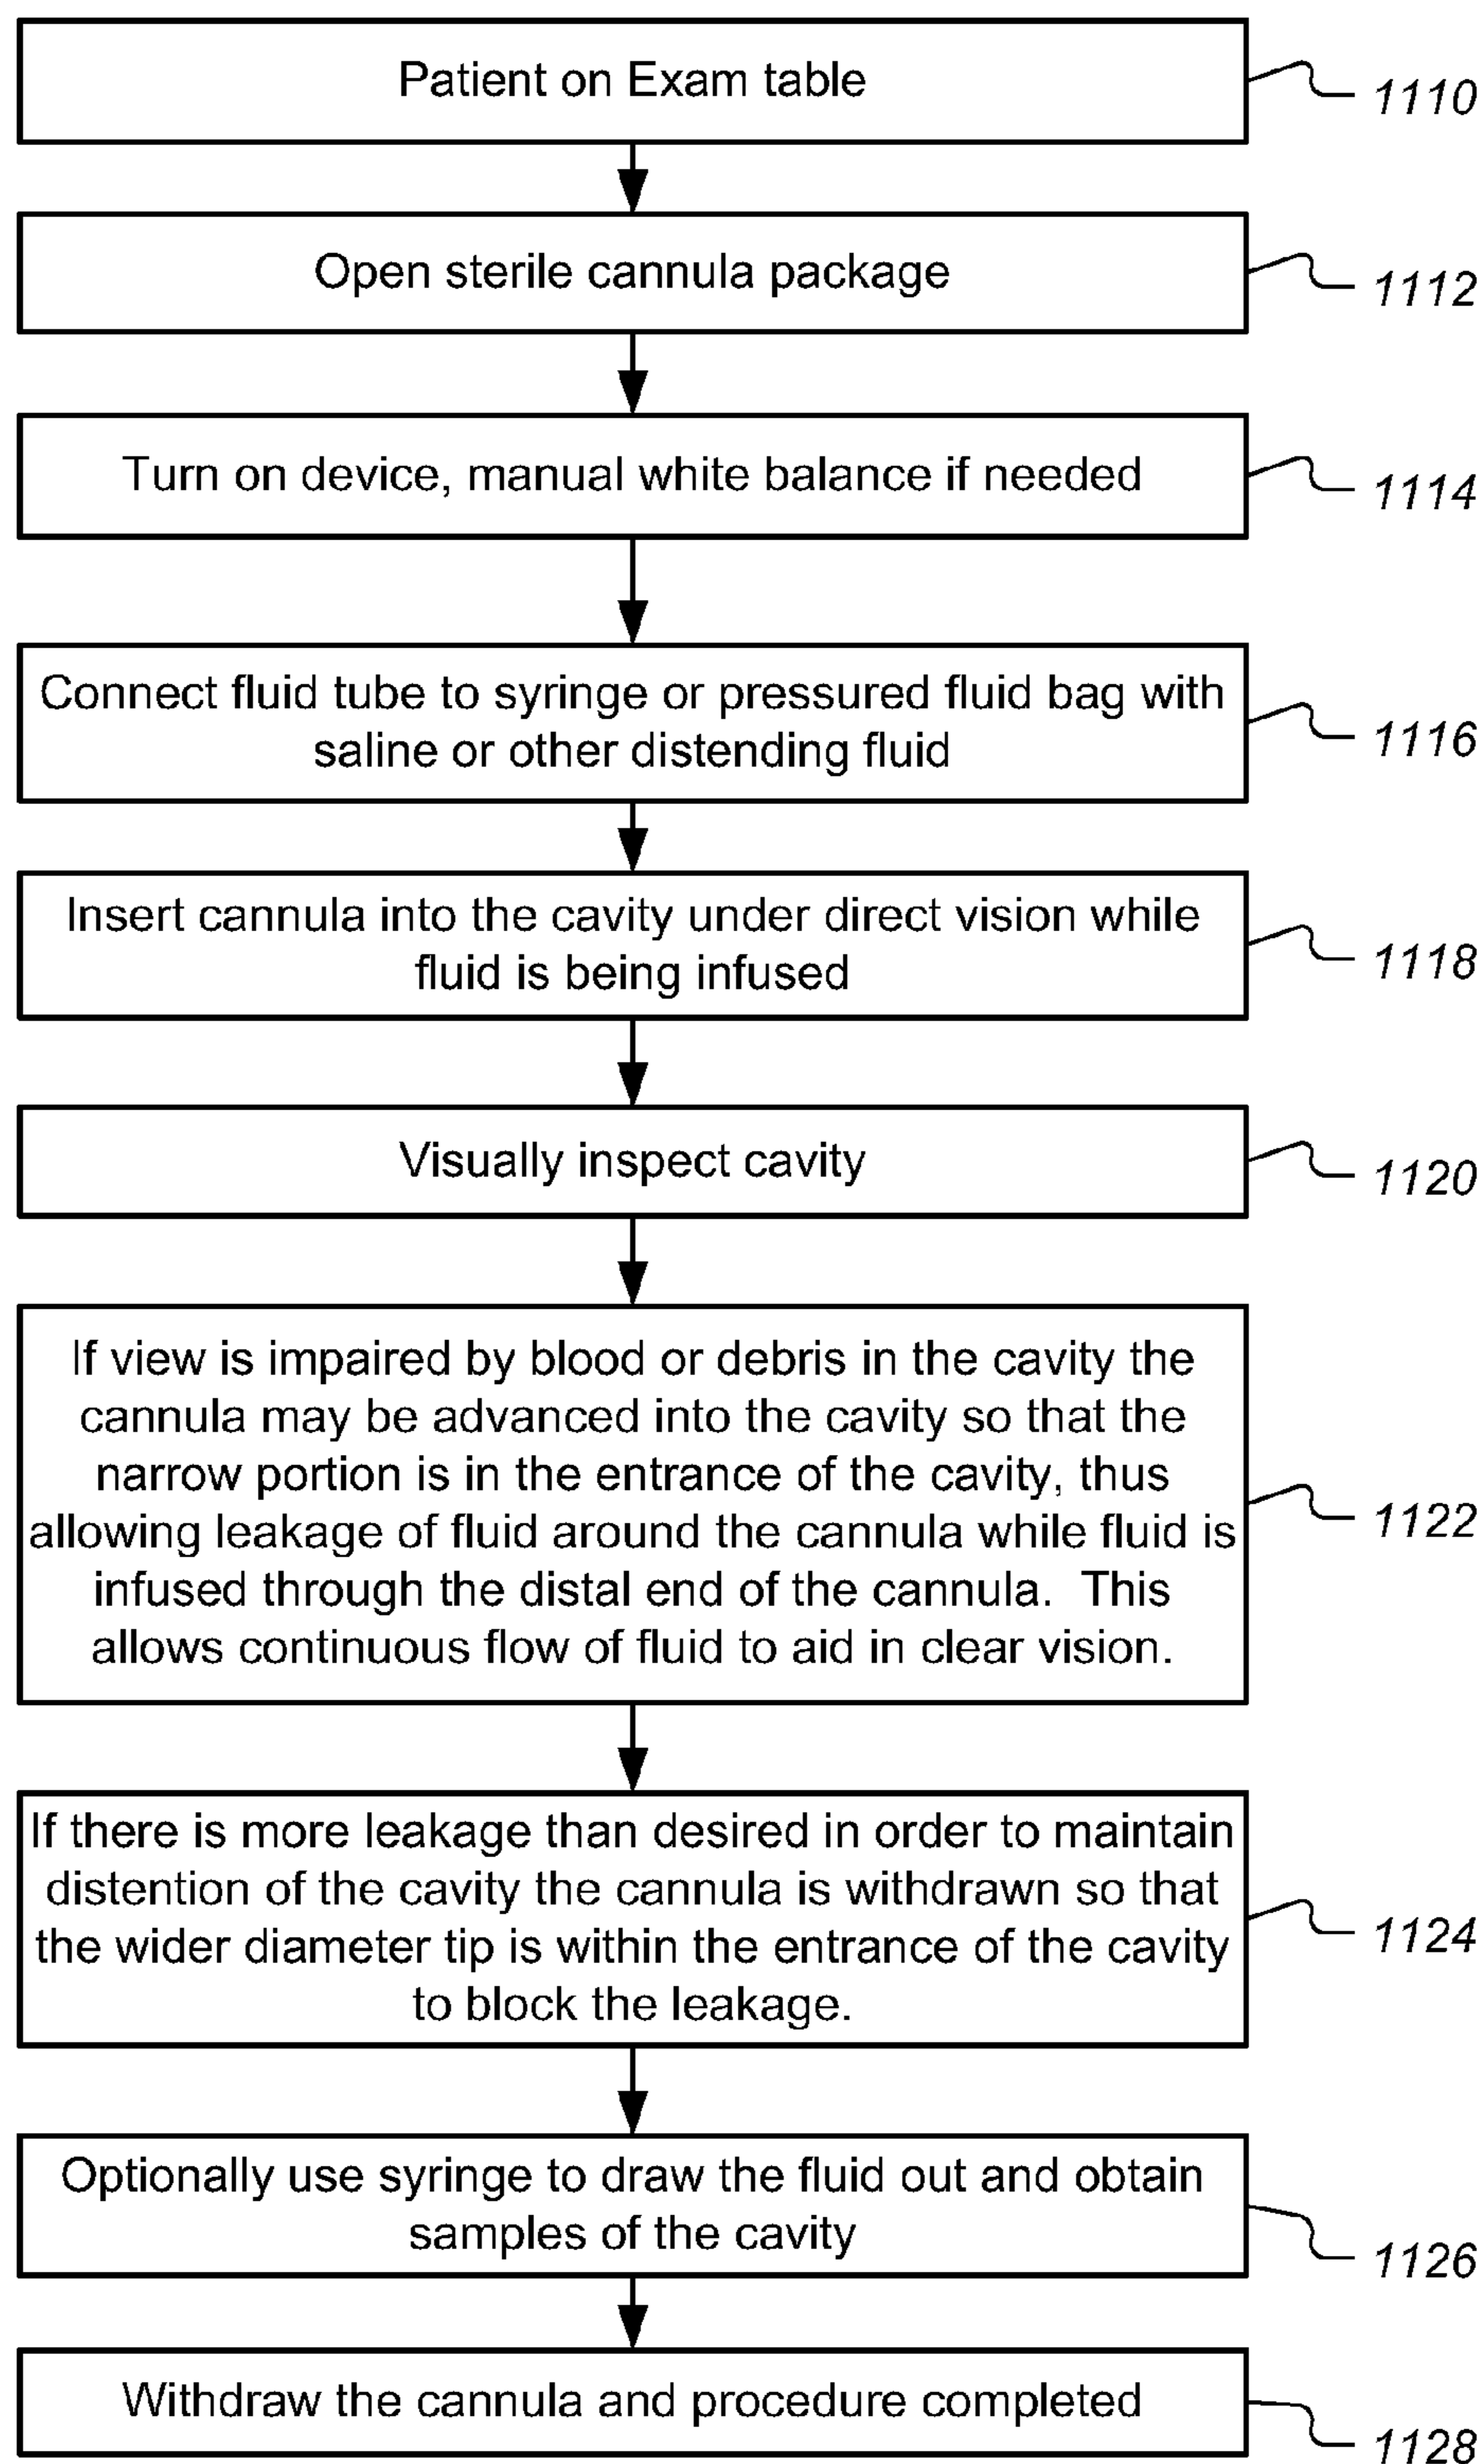 Patient on Exam table
1110
Open sterile cannula package
1112
Turn on device, manual white balance if needed
1114
Connect fluid tube to syringe or pressured fluid bag with
saline or other distending fluid
1116
Insert cannula into the cavity under direct vision while
fluid is being infused
1118
Visually inspect cavity
1120
If view is impaired by blood or debris in the cavity the
cannula may be advanced into the cavity so that the
narrow portion is in the entrance of the cavity, thus
allowing leakage of fluid around the cannula while fluid is
infused through the distal end of the cannula.  This
allows continuous flow of fluid to aid in clear vision.
1122
If there is more leakage than desired in order to maintain
distention of the cavity the cannula is withdrawn so that
the wider diameter tip is within the entrance of the cavity
to block the leakage.
1124
Optionally use syringe to draw the fluid out and obtain
samples of the cavity
1126
Withdraw the cannula and procedure completed
1128